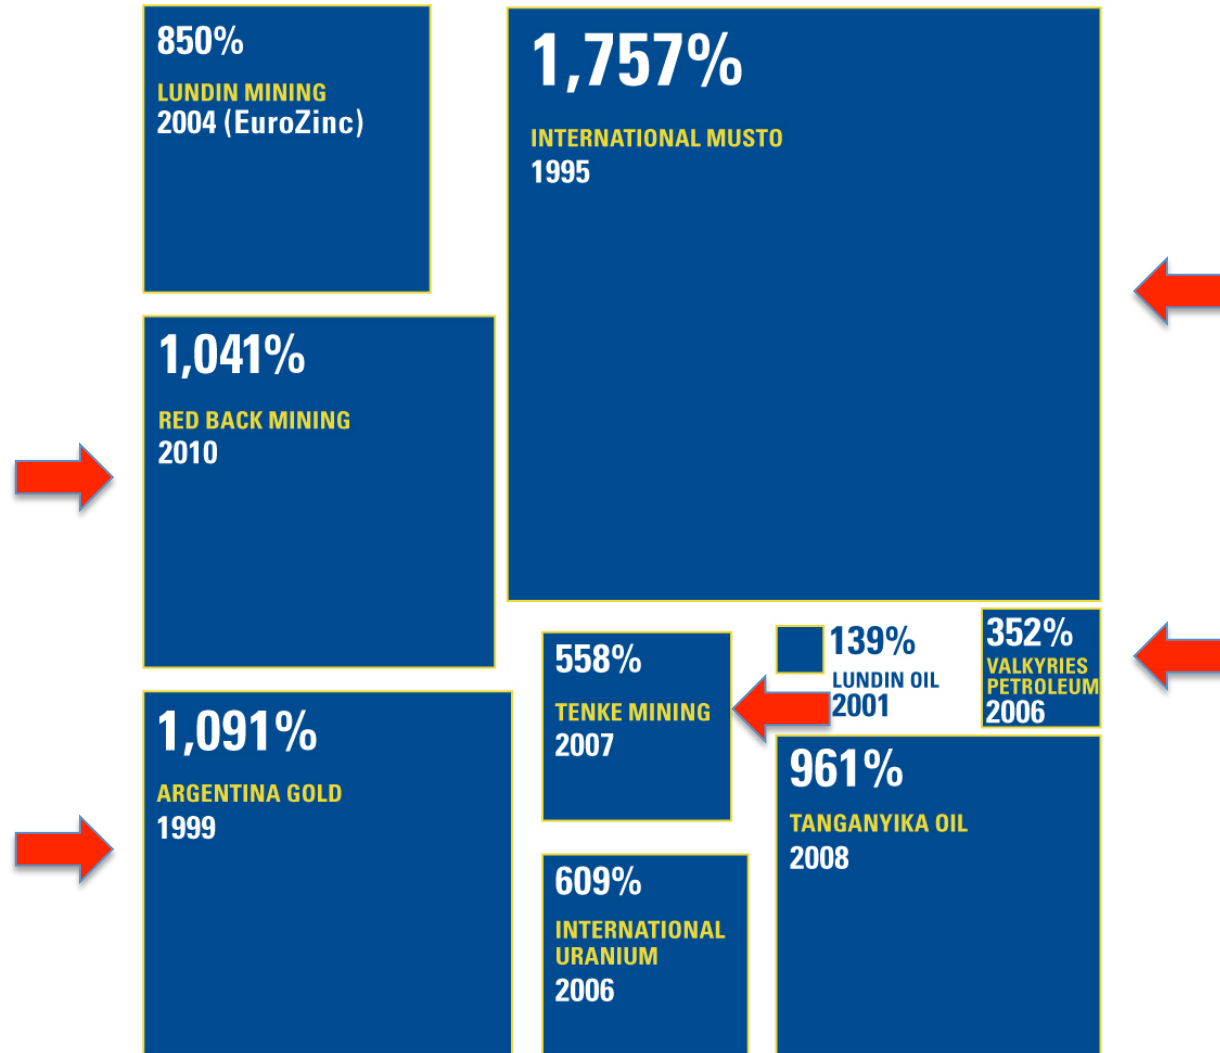 850%
LUNDIN MINING
2004 (EuroZinc)
1,757%
INTERNATIONAL MUSTO
1995
1,041%
RED BACK MINING
2010
558%
TENKE MINING
2007
139%
LUNDIN OIL
2001
352%
VALKYRIES
PETROLEUM
2006
1,091%
ARGENTINA GOLD
1999
961%
TANGANYIKA OIL
2008
609%
INTERNATIONAL
URANIUM
2006